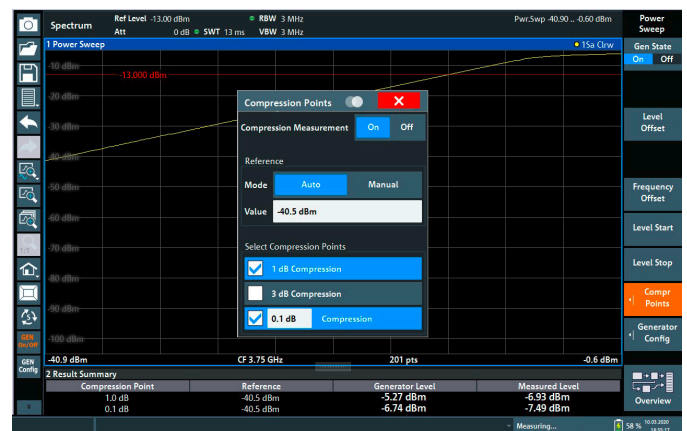 Spectrum
Ref Level -13.00 dBm
RBW 3 MHz
Pwr.Swp -40.90 .. -0.60 dBm
Att 0 dB SWT 13 ms VBW 3 MHz
Power Sweep
1 Power Sweep
1Sa Clrw
Gen State
On Off
-10 dBm
-13.000 dBm
-20 dBm
-30 dBm
-40 dBm
-50 dBm
-60 dBm
-70 dBm
-80 dBm
-90 dBm
-100 dBm
Compression Points
Compression Measurement On Off
Reference
Mode Auto Manual
Value -40.5 dBm
Select Compression Points
1 dB Compression
3 dB Compression
0.1 dB Compression
Level Offset
Frequency Offset
Level Start
Level Stop
Compr Points
Generator Config
Overview
1/1
GEN
On/Off
GEN
Config
-40.9 dBm CF 3.75 GHz 201 pts -0.6 dBm
2 Result Summary
Compression Point Reference Generator Level Measured Level
1.0 dB -40.5 dBm -5.27 dBm -6.93 dBm
0.1 dB -40.5 dBm -6.74 dBm -7.49 dBm
Measuring...
58 %
10.03.2020
18:55:17